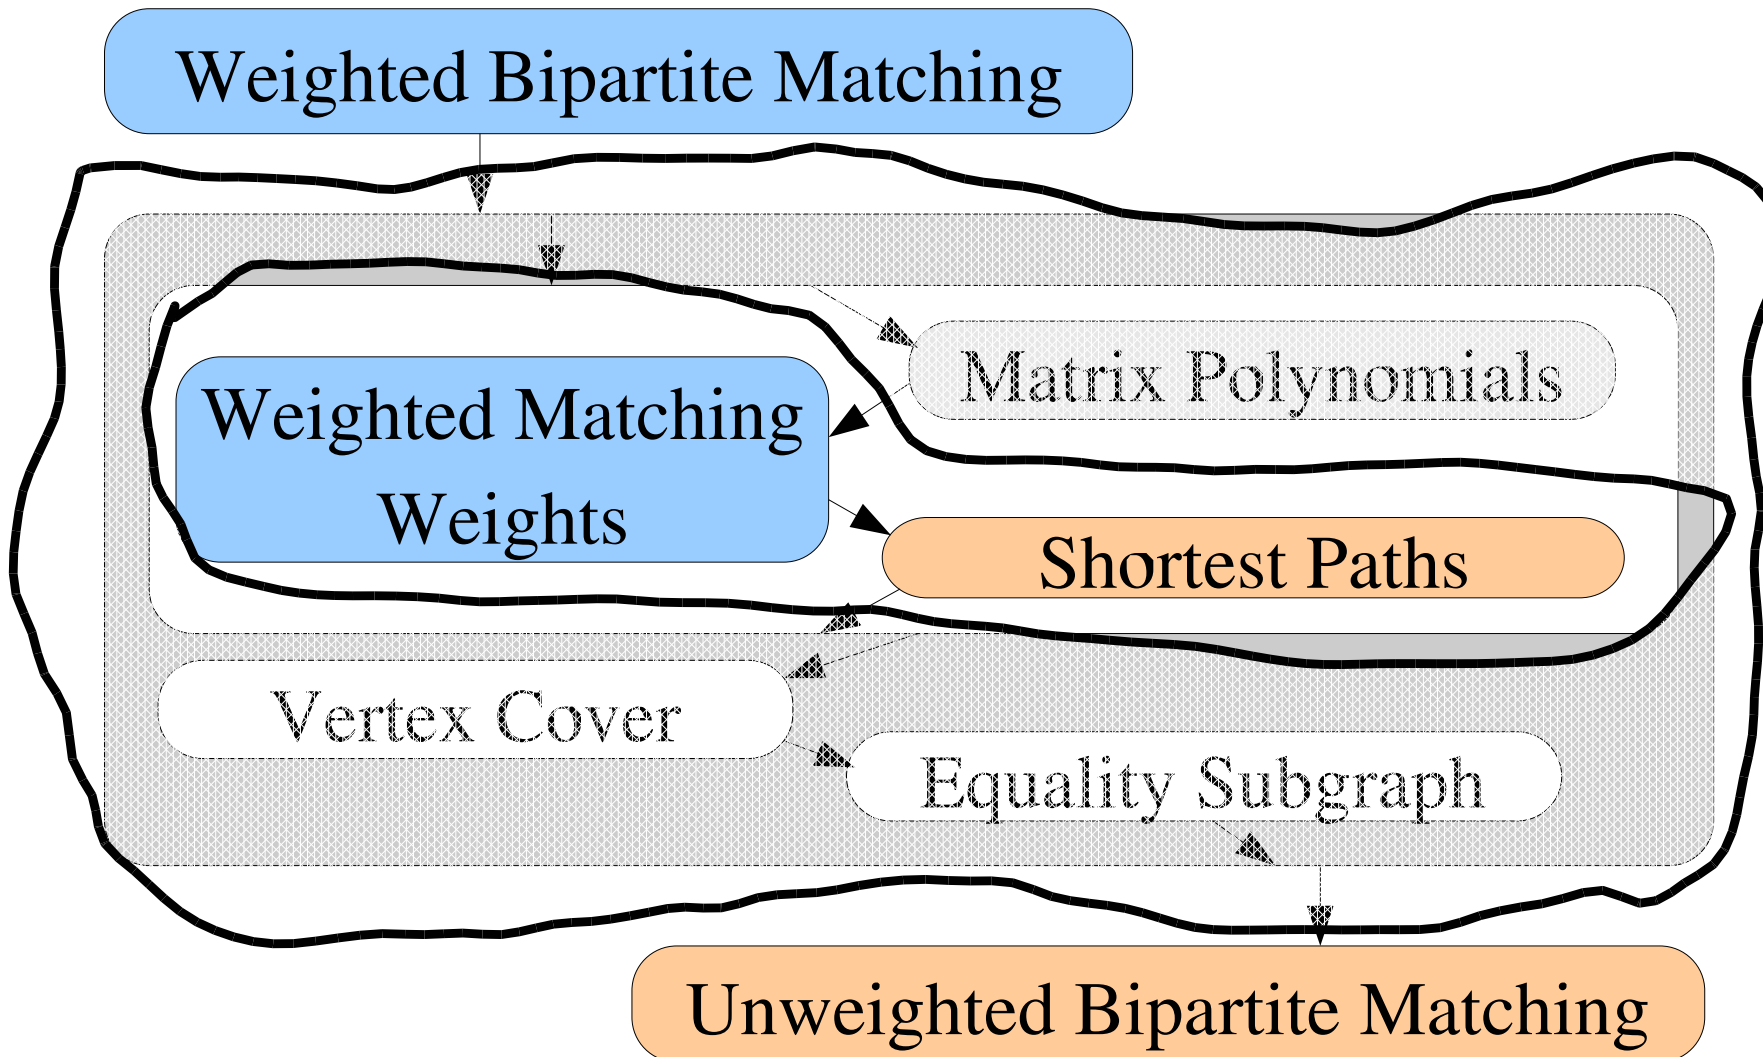 Weighted Bipartite Matching
Matrix Polynomials
Weighted Matching
Weights
Shortest Paths
Vertex Cover
Equality Subgraph
Unweighted Bipartite Matching